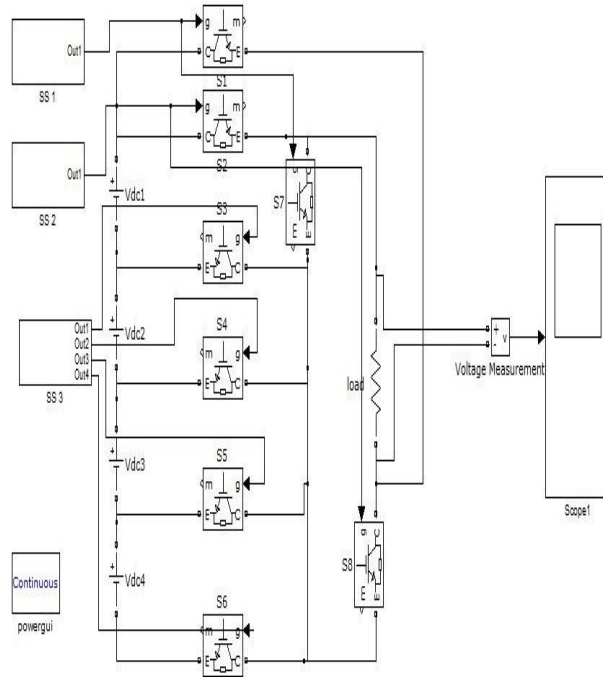 Out1
SS 1
g
m
C
E
S1
Out1
SS 2
g
m
C
E
S2
Vdc1
S7
g
C
m
E
S3
m
g
E
C
Out1
Out2
Out3
Out4
SS 3
Vdc2
S4
m
g
E
C
load
+
-
v
Voltage Measurement
Scope1
Vdc3
S5
m
g
E
C
S8
g
C
m
E
Continuous
powergui
Vdc4
S6
m
g
E
C
+
+
+
+